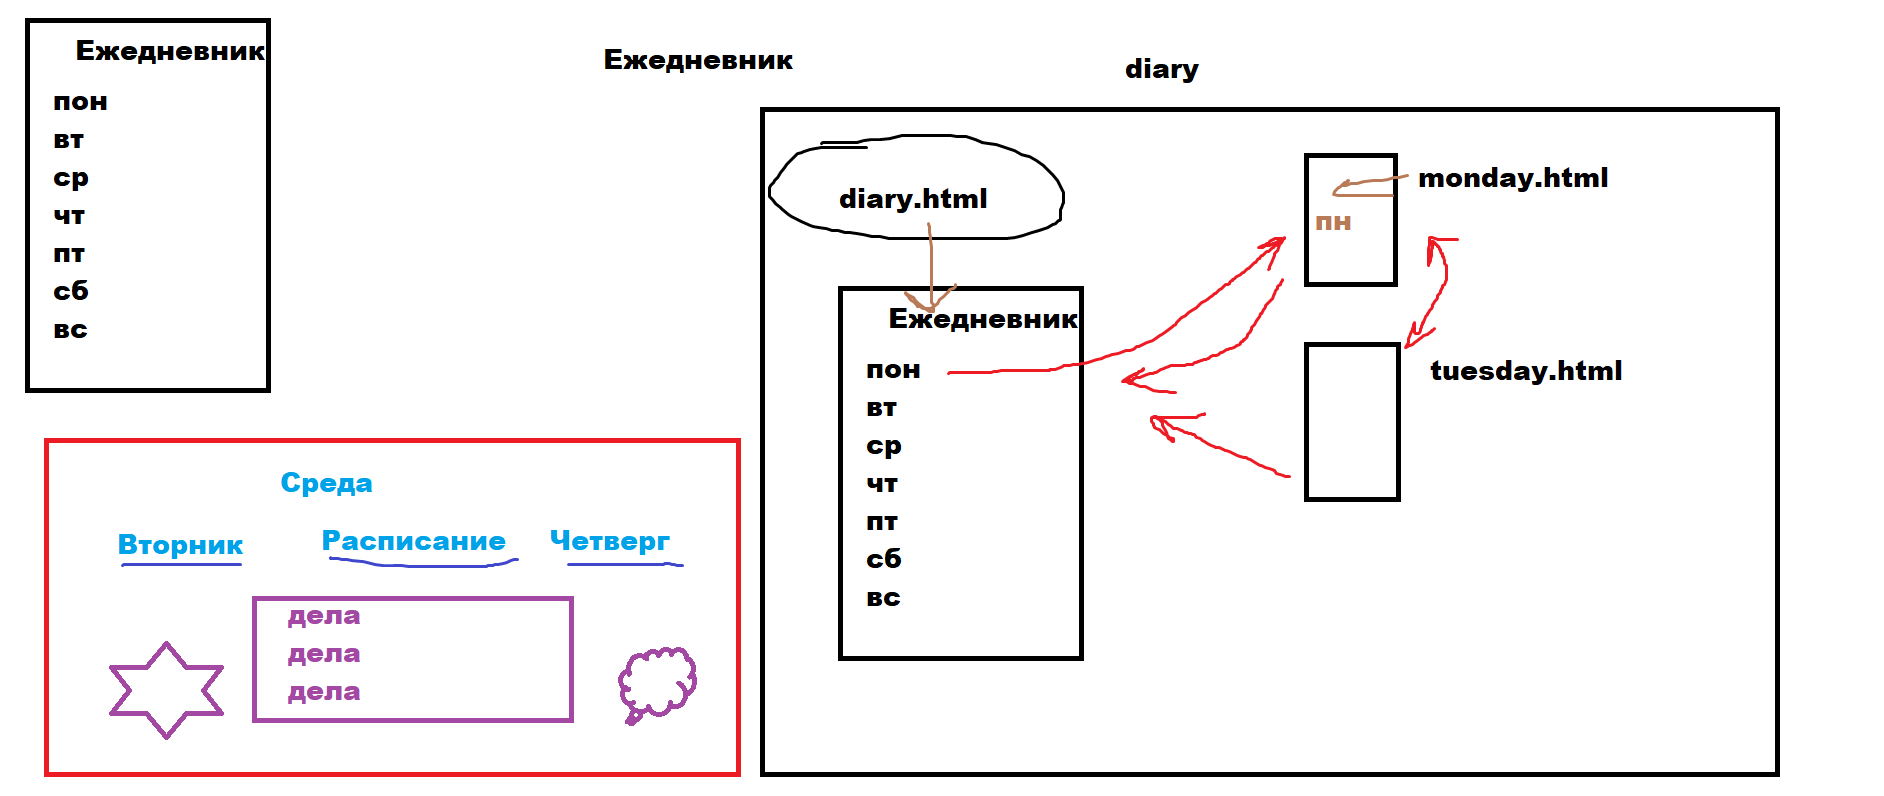 Ежедневник
пон
вт
ср
чт
пт
сб
вс
Ежедневник
diary
diary.html
Ежедневник
пон
вт
ср
чт
пт
сб
вс
monday.html
пн
tuesday.html
Среда
Вторник Расписание Четверг
дела
дела
дела